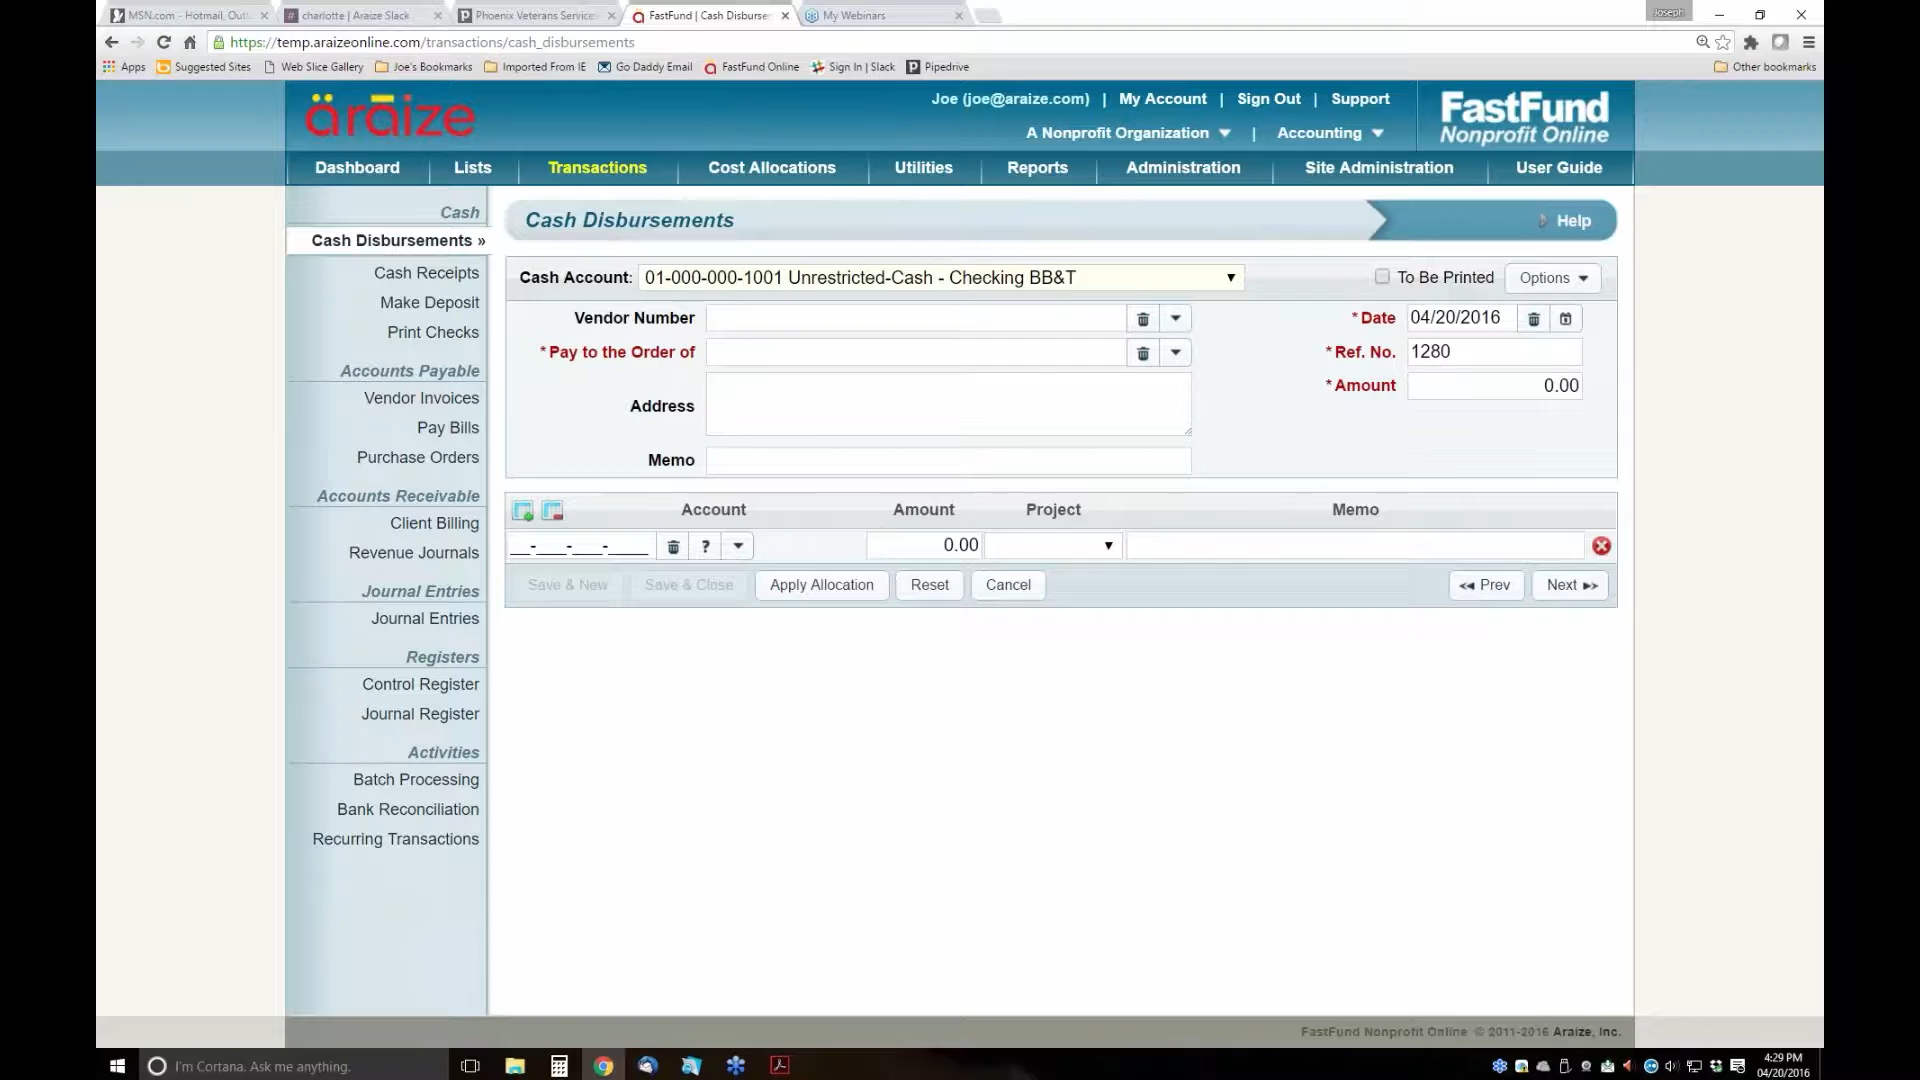 MSN.com - Hotmail, Outl
# charlotte | Araize Slack
Phoenix Veterans Service
FastFund | Cash Disburse
My Webinars
Joseph
https://temp.araizeonline.com/transactions/cash_disbursements
Apps
Suggested Sites
Web Slice Gallery
Joe's Bookmarks
Imported From IE
Go Daddy Email
FastFund Online
Sign In | Slack
Pipedrive
Other bookmarks
äraize
Joe (joe@araize.com) | My Account | Sign Out | Support
A Nonprofit Organization | Accounting
FastFund
Nonprofit Online
Dashboard
Lists
Transactions
Cost Allocations
Utilities
Reports
Administration
Site Administration
User Guide
Cash
Cash Disbursements »
Cash Receipts
Make Deposit
Print Checks
Accounts Payable
Vendor Invoices
Pay Bills
Purchase Orders
Accounts Receivable
Client Billing
Revenue Journals
Journal Entries
Journal Entries
Registers
Control Register
Journal Register
Activities
Batch Processing
Bank Reconciliation
Recurring Transactions
Cash Disbursements
Help
Cash Account: 01-000-000-1001 Unrestricted-Cash - Checking BB&T
To Be Printed
Options
Vendor Number
* Date 04/20/2016
* Pay to the Order of
* Ref. No. 1280
* Amount 0.00
Address
Memo
Account
Amount
Project
Memo
__-___-___-____
?
0.00
Save & New
Save & Close
Apply Allocation
Reset
Cancel
Prev
Next
FastFund Nonprofit Online © 2011-2016 Araize, Inc.
I'm Cortana. Ask me anything.
4:29 PM
04/20/2016